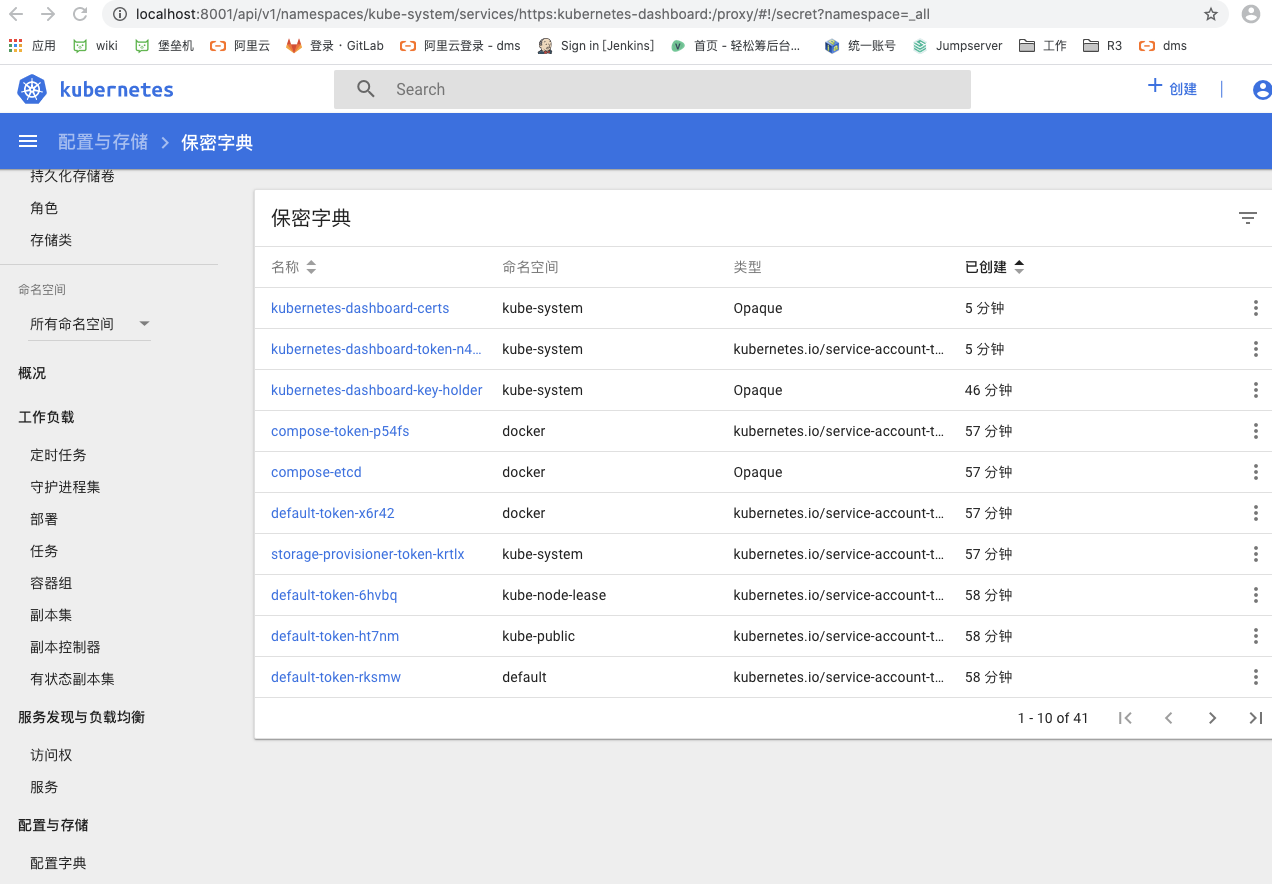 localhost:8001/api/v1/namespaces/kube-system/services/https:kubernetes-dashboard:/proxy/#!/secret?namespace=_all
应用 wiki 堡垒机 阿里云 登录 · GitLab 阿里云登录 - dms Sign in [Jenkins] 首页 - 轻松筹后台... 统一账号 Jumpserver 工作 R3 dms
kubernetes Search 创建
配置与存储 保密字典
持久化存储卷
角色
存储类
命名空间
所有命名空间
概况
工作负载
定时任务
守护进程集
部署
任务
容器组
副本集
副本控制器
有状态副本集
服务发现与负载均衡
访问权
服务
配置与存储
配置字典
保密字典
名称 命名空间 类型 已创建
kubernetes-dashboard-certs kube-system Opaque 5 分钟
kubernetes-dashboard-token-n4... kube-system kubernetes.io/service-account-t... 5 分钟
kubernetes-dashboard-key-holder kube-system Opaque 46 分钟
compose-token-p54fs docker kubernetes.io/service-account-t... 57 分钟
compose-etcd docker Opaque 57 分钟
default-token-x6r42 docker kubernetes.io/service-account-t... 57 分钟
storage-provisioner-token-krtlx kube-system kubernetes.io/service-account-t... 57 分钟
default-token-6hvbq kube-node-lease kubernetes.io/service-account-t... 58 分钟
default-token-ht7nm kube-public kubernetes.io/service-account-t... 58 分钟
default-token-rksmw default kubernetes.io/service-account-t... 58 分钟
1 - 10 of 41